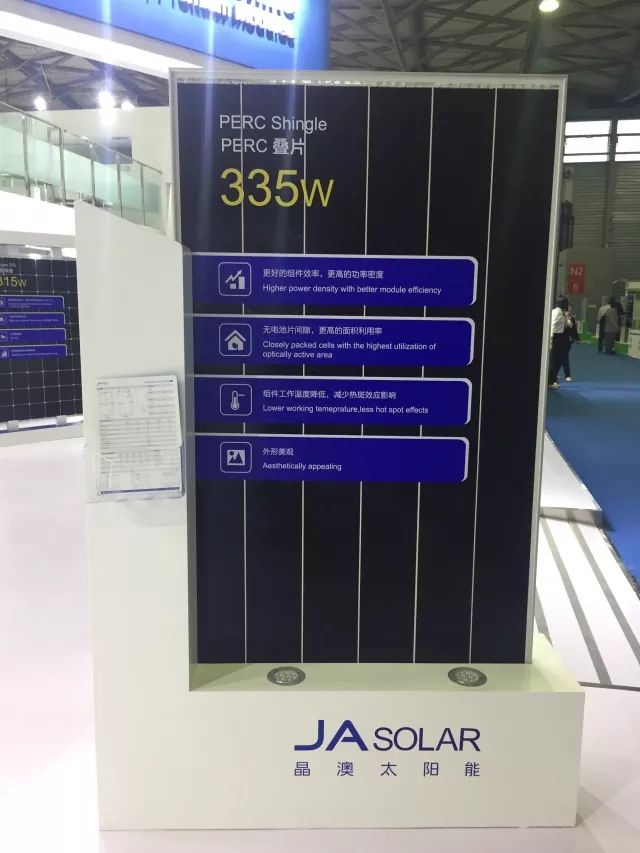 PERC Shingle
PERC 叠片
335W
更好的组件效率，更高的功率密度
Higher power density with better module efficiency
无电池片间隙，更高的面积利用率
Closely packed cells with the highest utilization of
optically active area
组件工作温度降低，减少热斑效应影响
Lower working temeprature,less hot spot effects
外形美观
Aesthetically appealing
JA SOLAR
晶澳太阳能
315W
N2
6